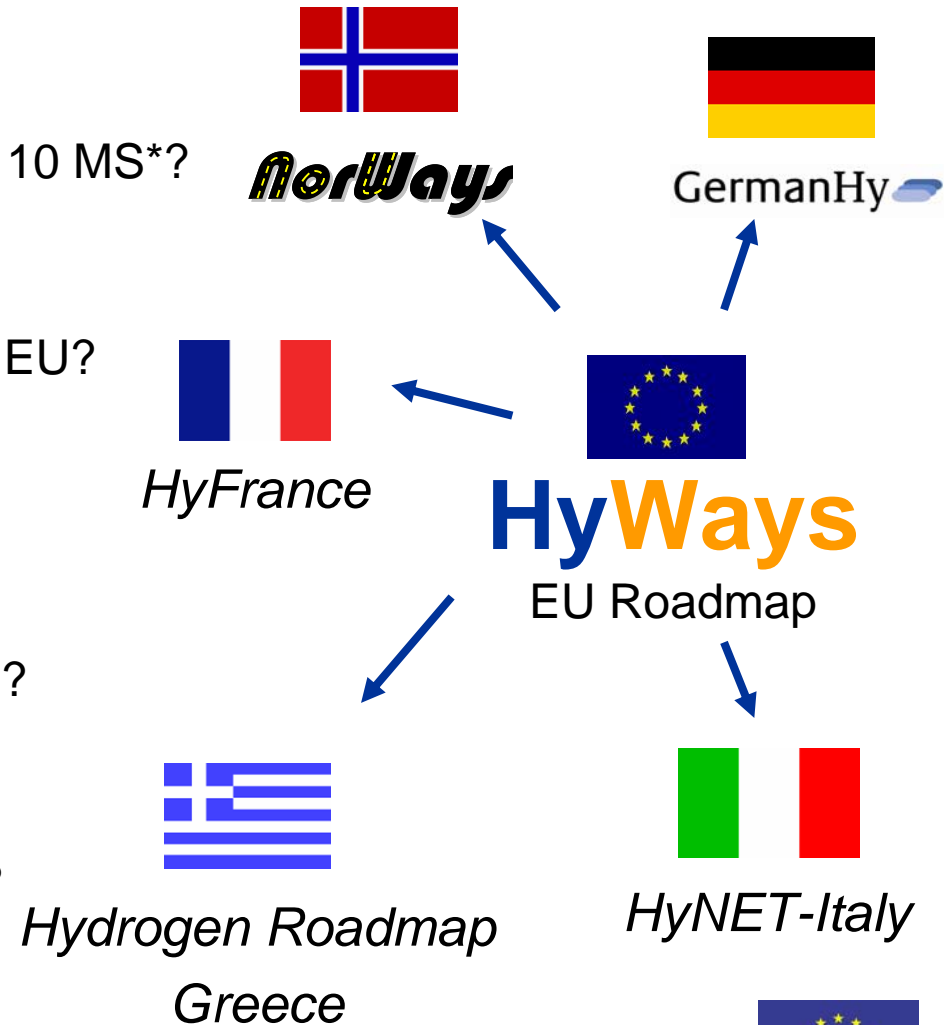 10 MS*?
NorWays
GermanHy
EU?
HyFrance
HyWays
EU Roadmap
?
Hydrogen Roadmap
Greece
HyNET-Italy